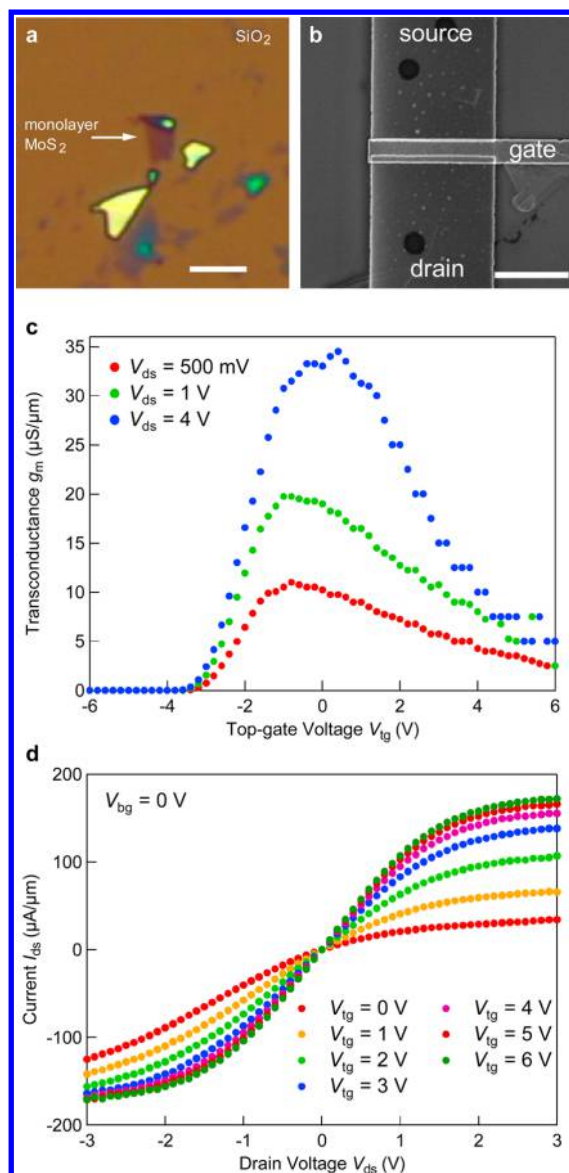 a
SiO2
monolayer
MoS2
b
source
gate
drain
c
35
30
25
20
15
10
5
0
Transconductance gm (µS/µm)
Vds = 500 mV
Vds = 1 V
Vds = 4 V
-6 -4 -2 0 2 4 6
Top-gate Voltage Vtg (V)
d
200
100
0
-100
-200
Current Ids (µA/µm)
Vbg = 0 V
Vtg = 0 V Vtg = 4 V
Vtg = 1 V Vtg = 5 V
Vtg = 2 V Vtg = 6 V
Vtg = 3 V
-3 -2 -1 0 1 2 3
Drain Voltage Vds (V)